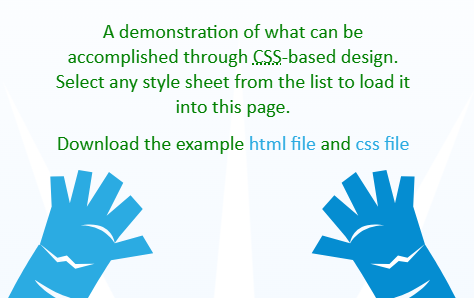 A demonstration of what can be
accomplished through CSS-based design.
Select any style sheet from the list to load it
into this page.
Download the example html file and css file